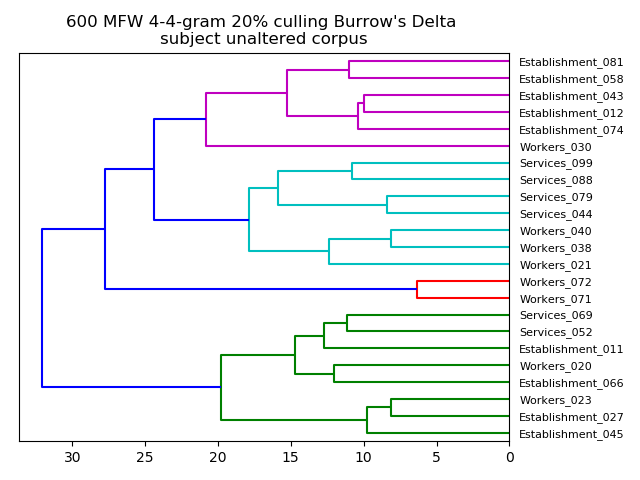 600 MFW 4-4-gram 20% culling Burrow's Delta
subject unaltered corpus
Establishment_081
Establishment_058
Establishment_043
Establishment_012
Establishment_074
Workers_030
Services_099
Services_088
Services_079
Services_044
Workers_040
Workers_038
Workers_021
Workers_072
Workers_071
Services_069
Services_052
Establishment_011
Workers_020
Establishment_066
Workers_023
Establishment_027
Establishment_045
30 25 20 15 10 5 0